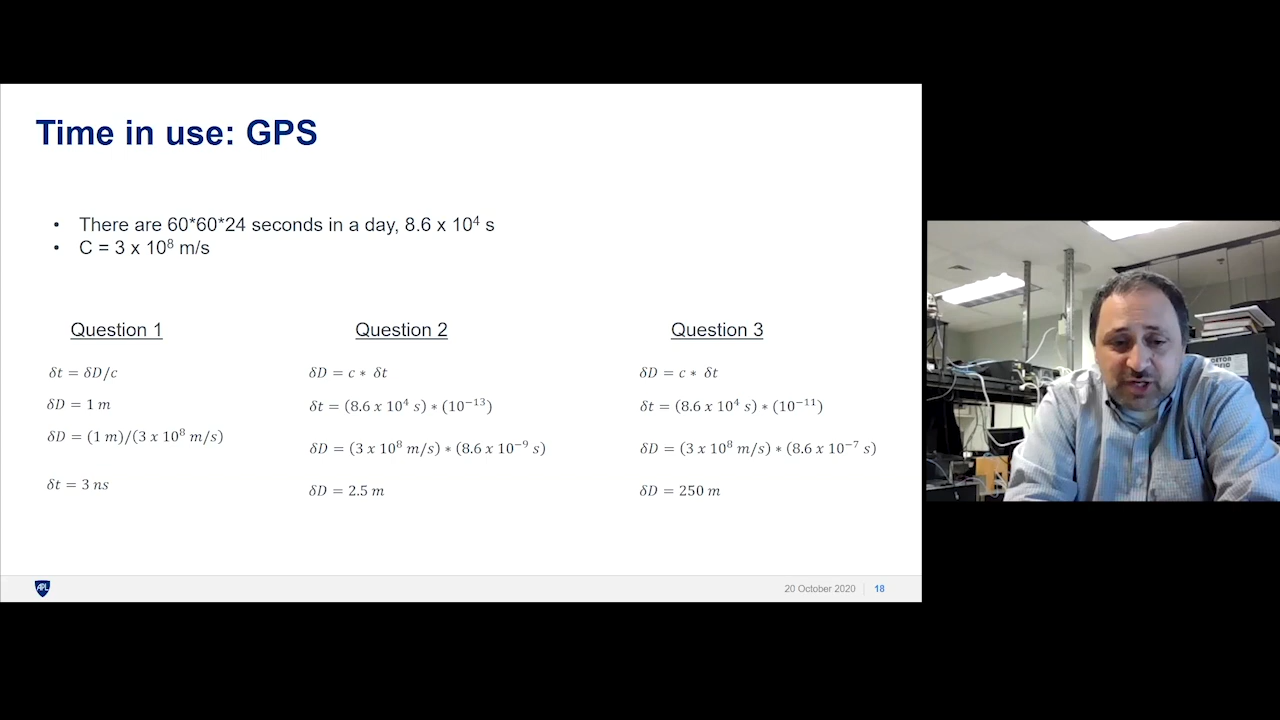 Time in use: GPS
• There are 60*60*24 seconds in a day, 8.6 x 10⁴ s
• C = 3 x 10⁸ m/s
Question 1
δt = δD/c
δD = 1 m
δD = (1 m)/(3 x 10⁸ m/s)
δt = 3 ns
Question 2
δD = c ∗ δt
δt = (8.6 x 10⁴ s) ∗ (10⁻¹³)
δD = (3 x 10⁸ m/s) ∗ (8.6 x 10⁻⁹ s)
δD = 2.5 m
Question 3
δD = c ∗ δt
δt = (8.6 x 10⁴ s) ∗ (10⁻¹¹)
δD = (3 x 10⁸ m/s) ∗ (8.6 x 10⁻⁷ s)
δD = 250 m
APL
20 October 2020 | 18